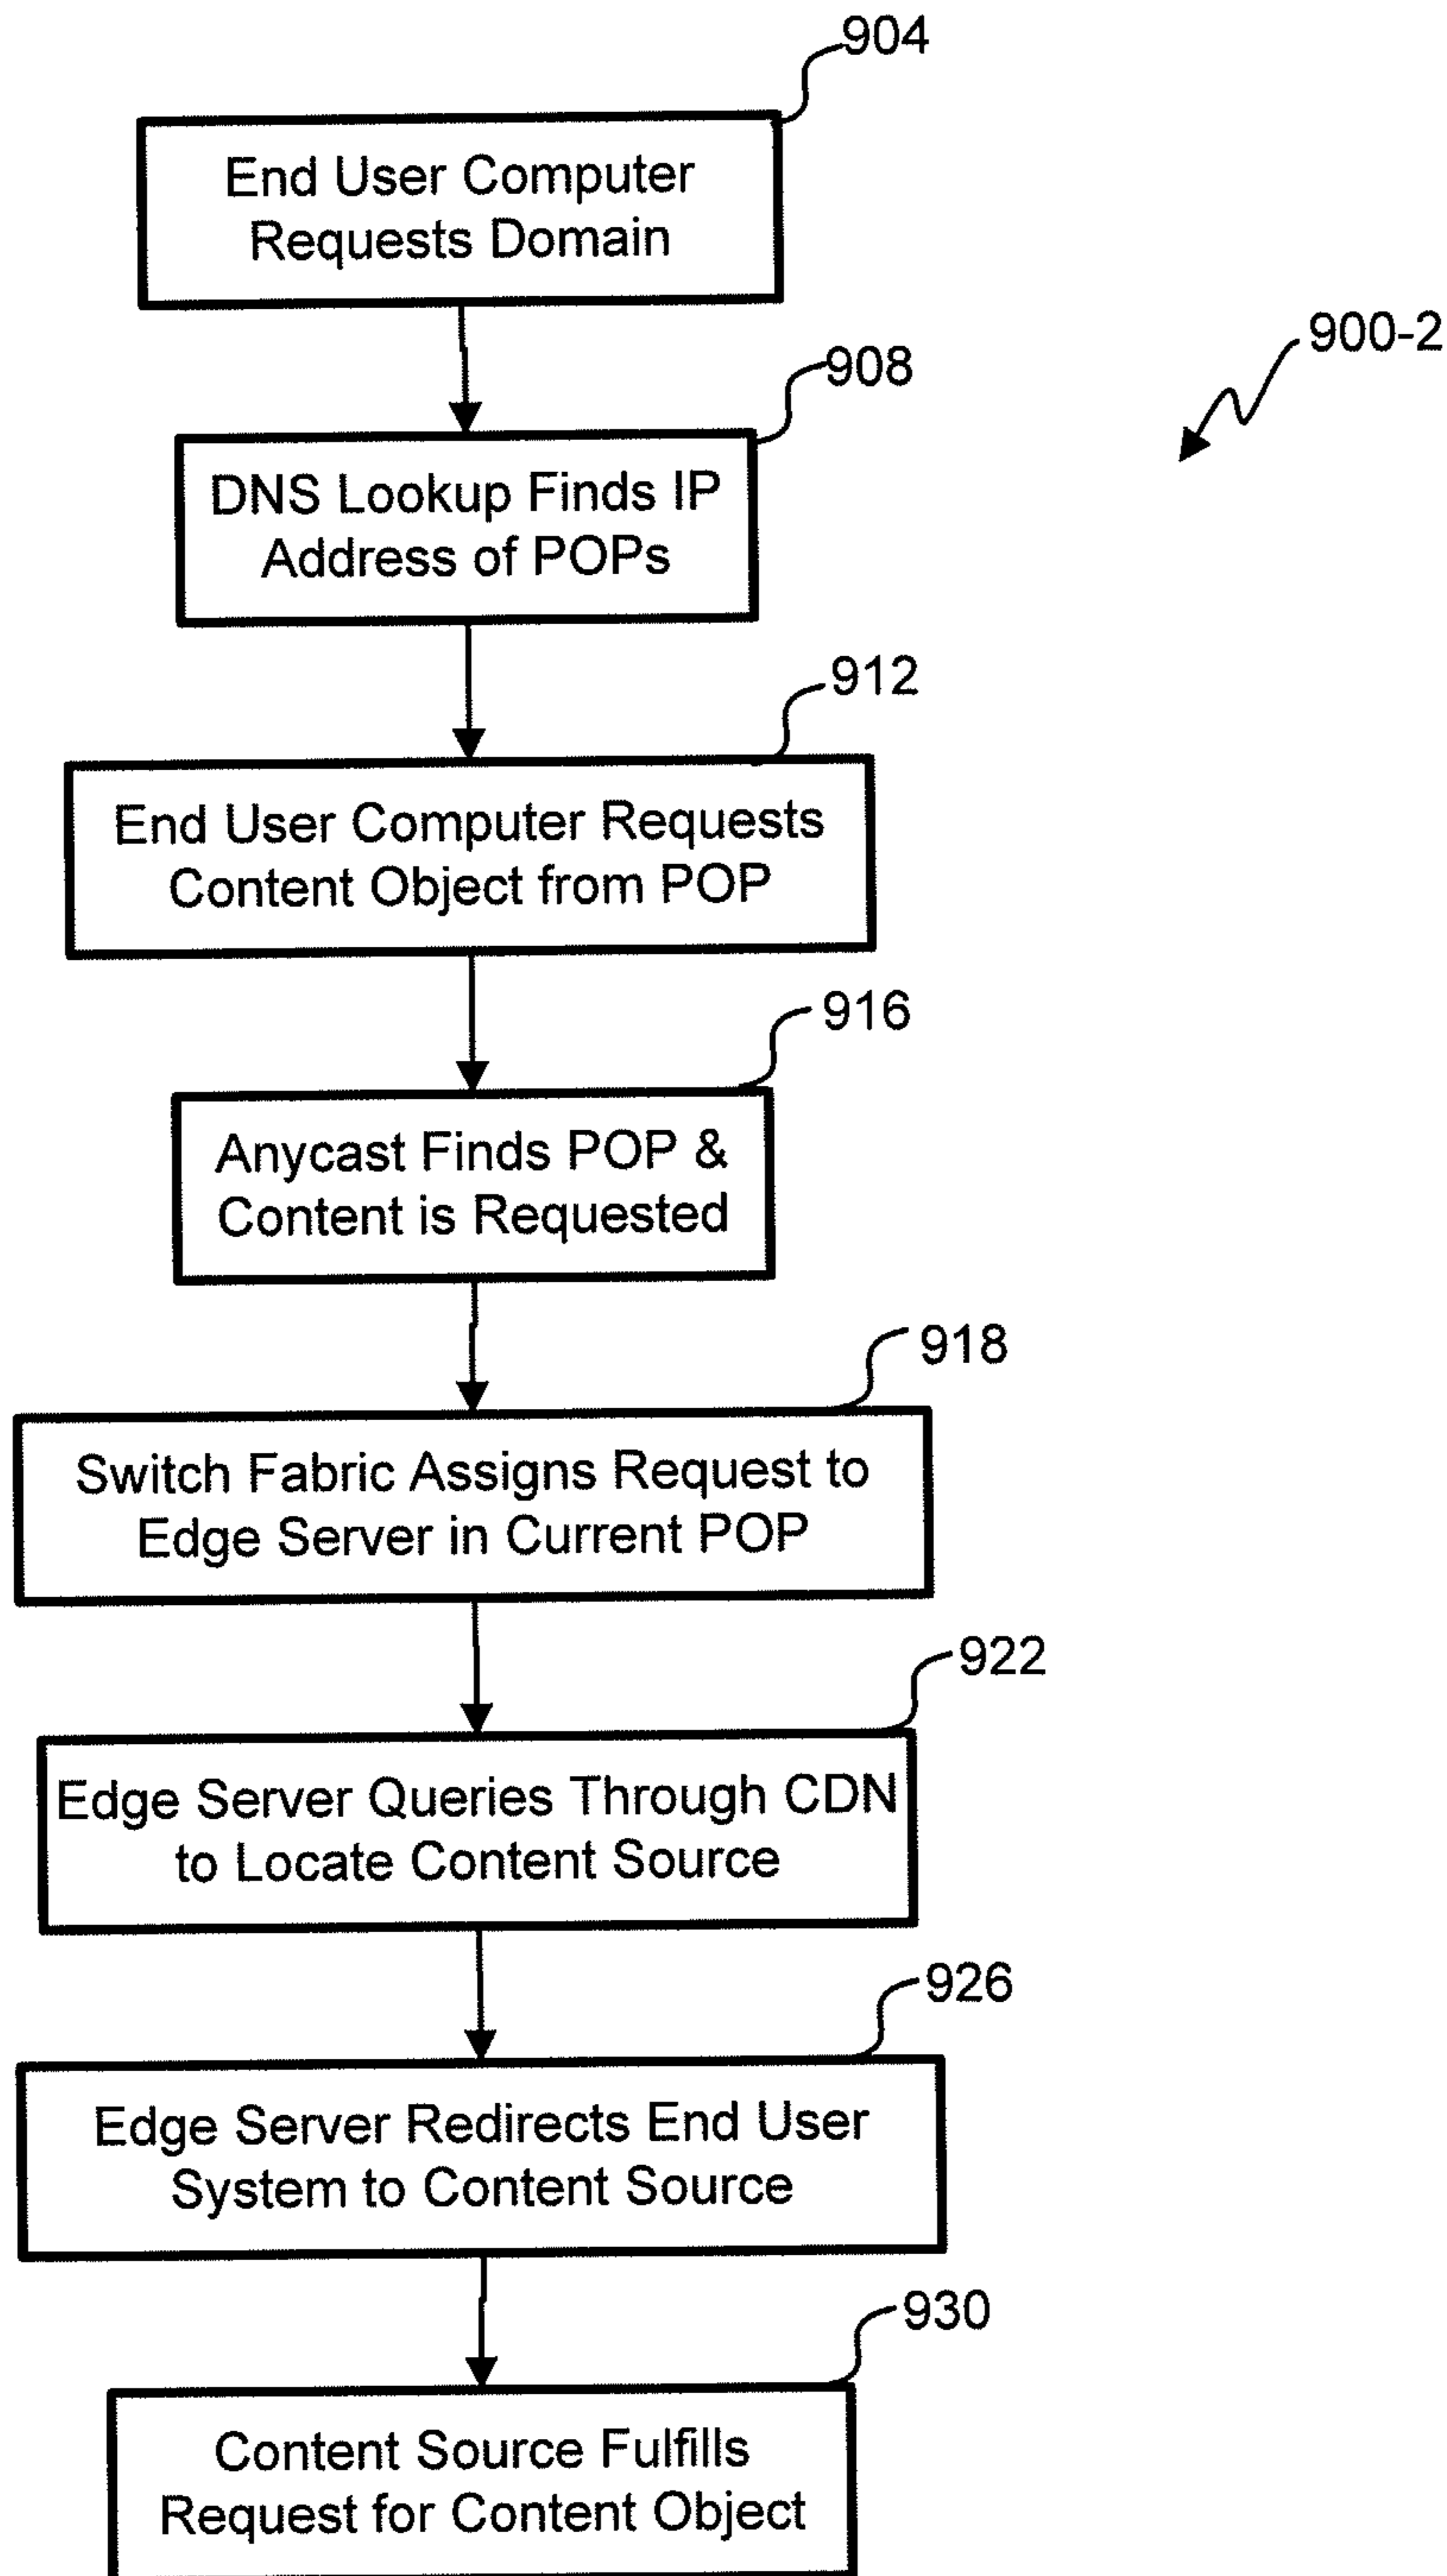 904
End User Computer
Requests Domain
900-2
908
DNS Lookup Finds IP
Address of POPs
912
End User Computer Requests
Content Object from POP
916
Anycast Finds POP &
Content is Requested
918
Switch Fabric Assigns Request to
Edge Server in Current POP
922
Edge Server Queries Through CDN
to Locate Content Source
926
Edge Server Redirects End User
System to Content Source
930
Content Source Fulfills
Request for Content Object